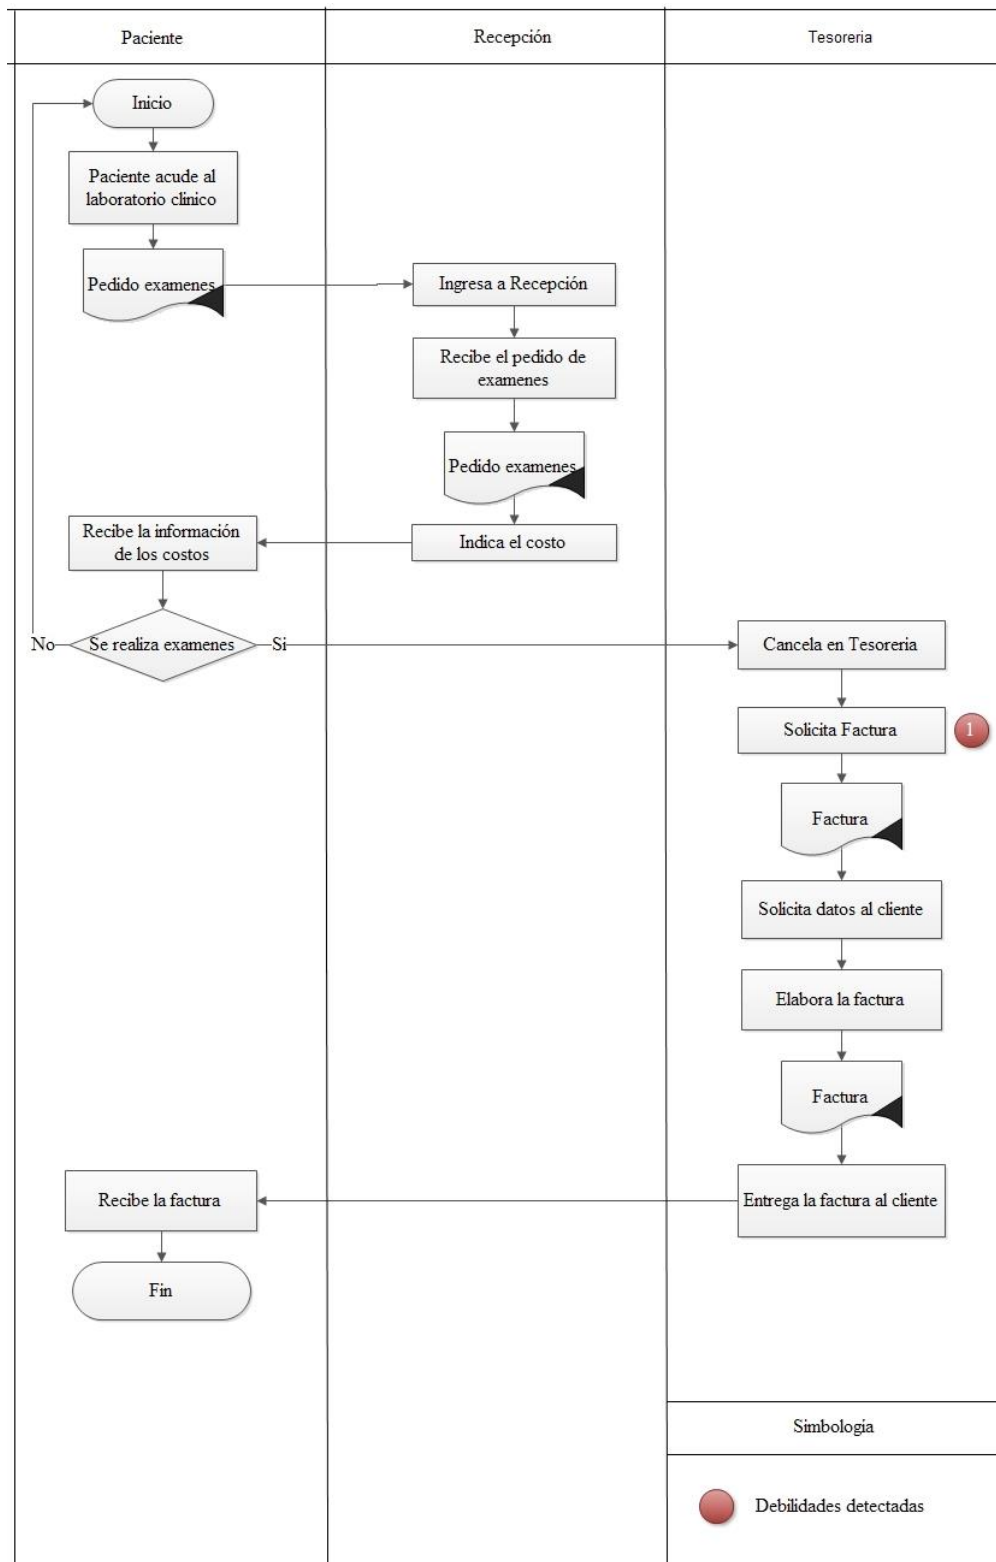 Paciente
Recepción
Tesoreria
Inicio
Paciente acude al
laboratorio clinico
Pedido examenes
Ingresa a Recepción
Recibe el pedido de
examenes
Pedido examenes
Indica el costo
Recibe la información
de los costos
Se realiza examenes
No
Si
Cancela en Tesoreria
Solicita Factura
1
Factura
Solicita datos al cliente
Elabora la factura
Factura
Entrega la factura al cliente
Recibe la factura
Fin
Simbologia
Debilidades detectadas